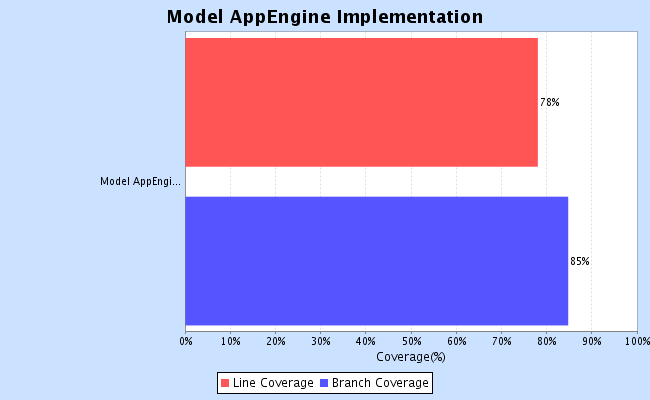 Model AppEngine Implementation
78%
Model AppEngi...
85%
0% 10% 20% 30% 40% 50% 60% 70% 80% 90% 100%
Coverage(%)
Line Coverage Branch Coverage